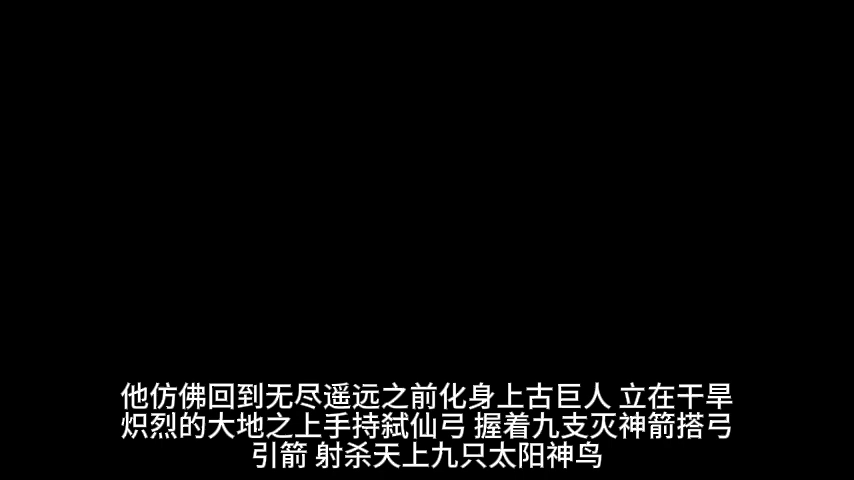 他仿佛回到无尽遥远之前化身上古巨人 立在干旱
炽烈的大地之上手持弑仙弓 握着九支灭神箭搭弓
引箭 射杀天上九只太阳神鸟